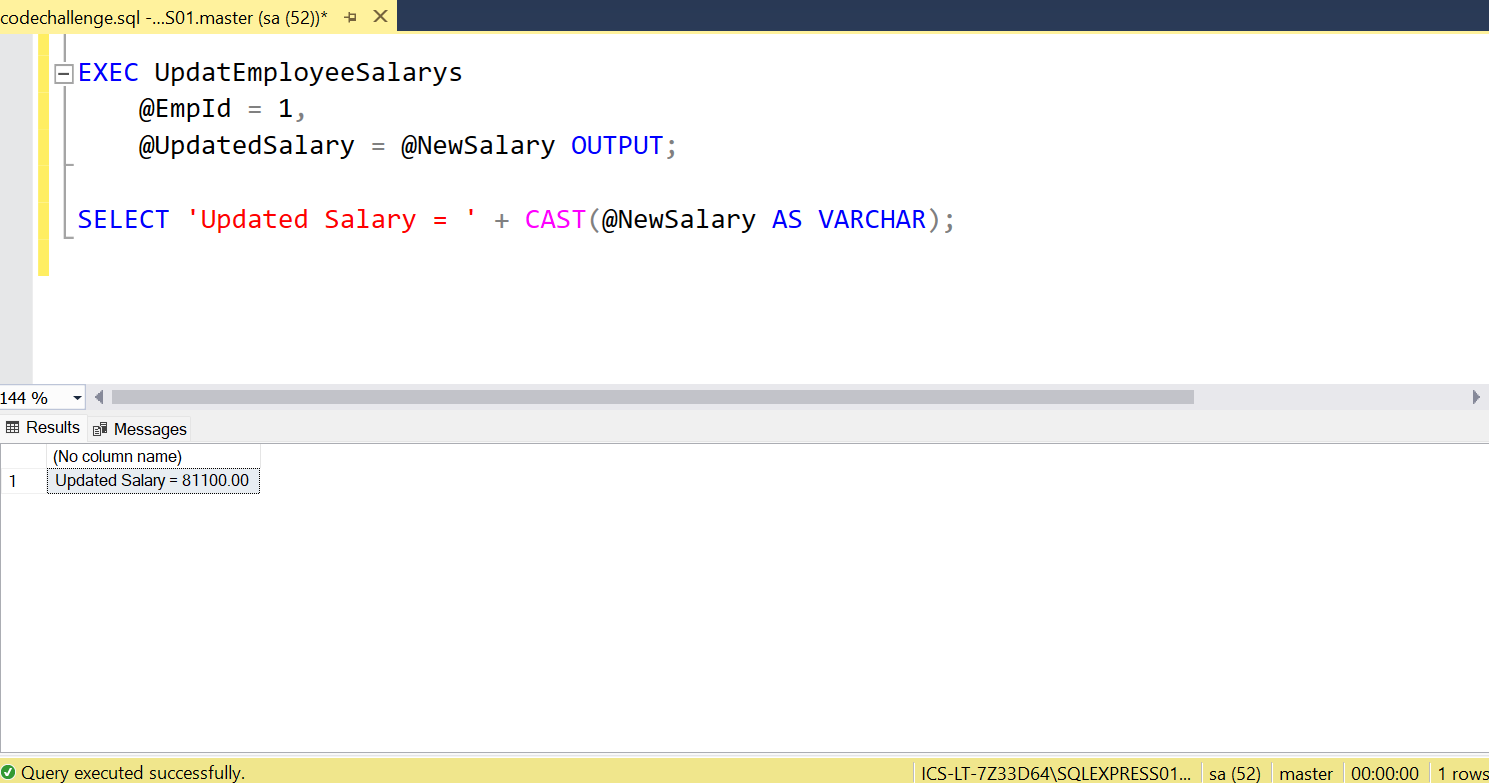 codechallenge.sql -...S01.master (sa (52))*
EXEC UpdatEmployeeSalarys
@EmpId = 1,
@UpdatedSalary = @NewSalary OUTPUT;
SELECT 'Updated Salary = ' + CAST(@NewSalary AS VARCHAR);
144 %
Results Messages
(No column name)
1 Updated Salary = 81100.00
Query executed successfully. ICS-LT-7Z33D64\SQLEXPRESS01... sa (52) master 00:00:00 1 rows